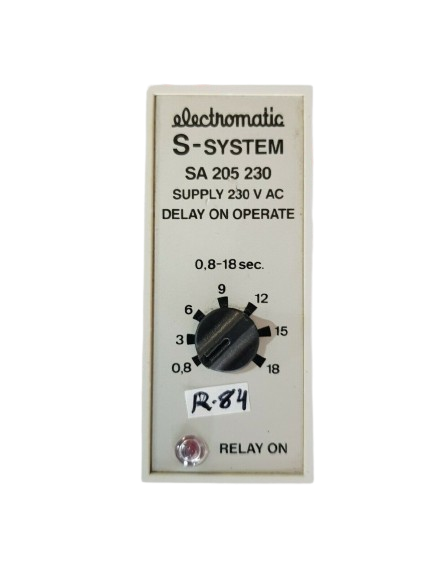 electromatic
S-SYSTEM
SA 205 230
SUPPLY 230 V AC
DELAY ON OPERATE
0,8-18 sec.
9
6 12
3 15
0,8 18
R-84
RELAY ON